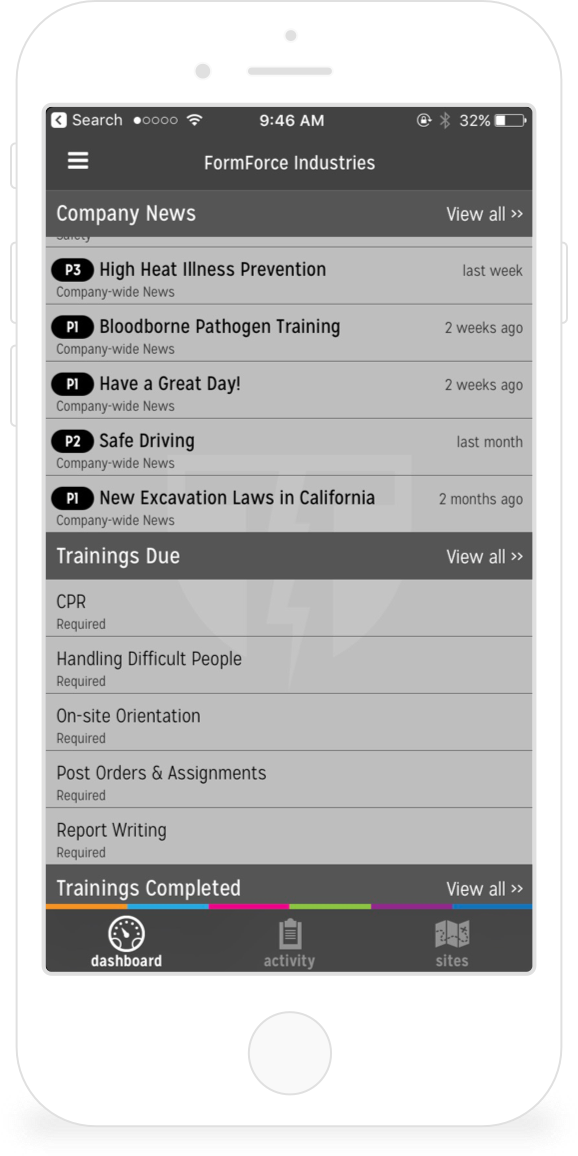 Search 9:46 AM 32%
FormForce Industries
Company News View all >>
Safety
P3 High Heat Illness Prevention last week
Company-wide News
P1 Bloodborne Pathogen Training 2 weeks ago
Company-wide News
P1 Have a Great Day! 2 weeks ago
Company-wide News
P2 Safe Driving last month
Company-wide News
P1 New Excavation Laws in California 2 months ago
Company-wide News
Trainings Due View all >>
CPR
Required
Handling Difficult People
Required
On-site Orientation
Required
Post Orders & Assignments
Required
Report Writing
Required
Trainings Completed View all >>
dashboard activity sites